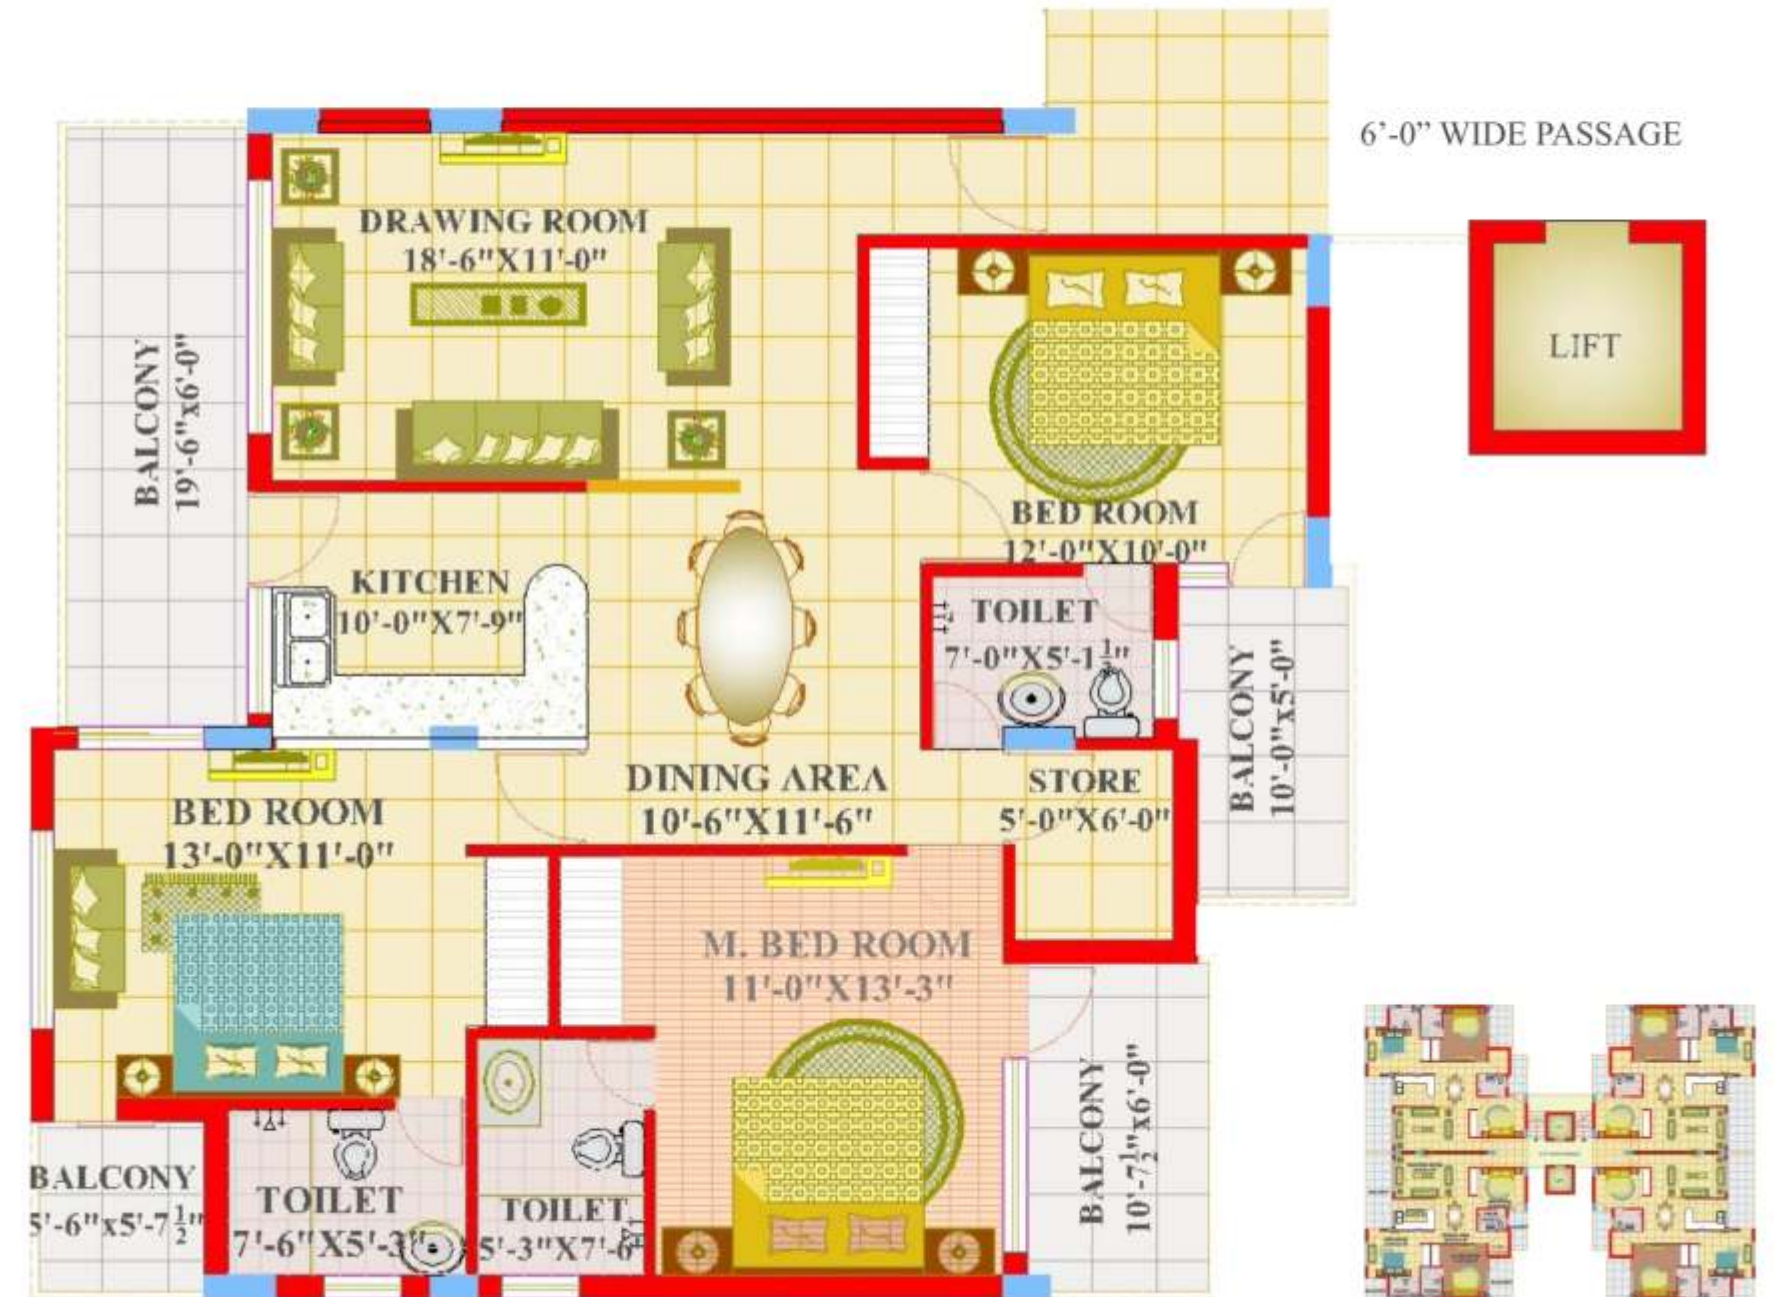 6'-0" WIDE PASSAGE
DRAWING ROOM
18'-6"X11'-0"
LIFT
BALCONY
19'-6"x6'-0"
BED ROOM
12'-0"X10'-0"
KITCHEN
10'-0"X7'-9"
TOILET
7'-0"X5'-1½"
BALCONY
10'-0"x5'-0"
DINING AREA
10'-6"X11'-6"
STORE
5'-0"X6'-0"
BED ROOM
13'-0"X11'-0"
M. BED ROOM
11'-0"X13'-3"
BALCONY
10'-7½"x6'-0"
BALCONY
5'-6"x5'-7½"
TOILET
7'-6"X5'-3"
TOILET
5'-3"X7'-6